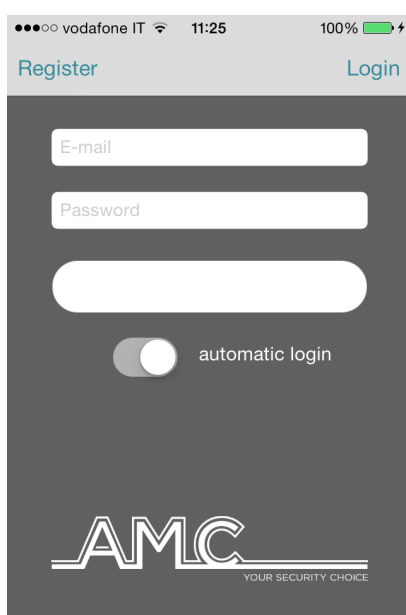 vodafone IT 11:25 100%
Register Login
E-mail
Password
automatic login
AMC
YOUR SECURITY CHOICE